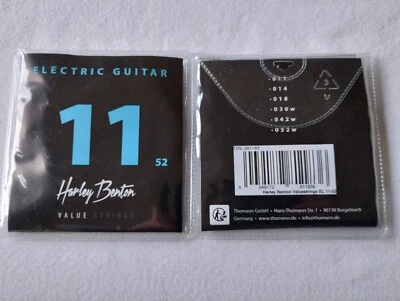 ELECTRIC GUITAR
11
52
Harley Benton
VALUE STRINGS
.011
.014
.018
.030w
.042w
.052w
3
V
Harley Benton Valuestrings EL 11-52
Thomann GmbH • Hans-Thomann-Str. 1 • 96138 Burgebrach
Germany • www.thomann.de • info@thomann.de